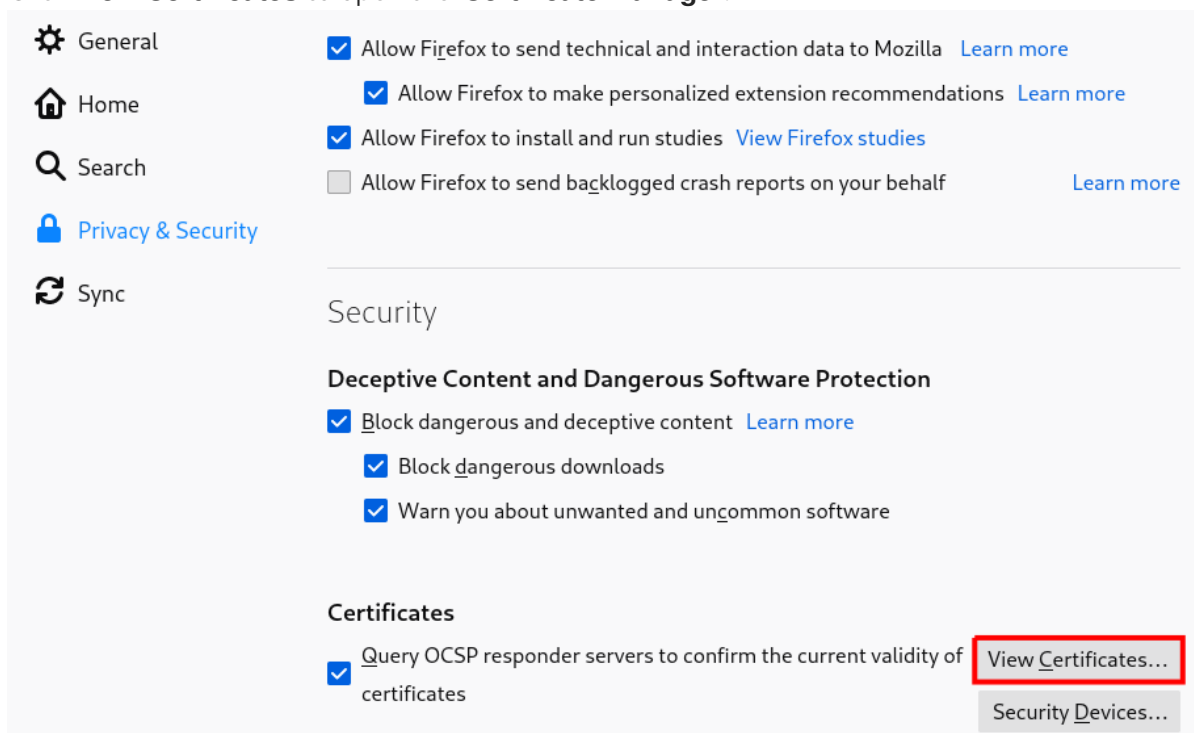 General
Home
Search
Privacy & Security
Sync
Allow Firefox to send technical and interaction data to Mozilla Learn more
Allow Firefox to make personalized extension recommendations Learn more
Allow Firefox to install and run studies View Firefox studies
Allow Firefox to send backlogged crash reports on your behalf Learn more
Security
Deceptive Content and Dangerous Software Protection
Block dangerous and deceptive content Learn more
Block dangerous downloads
Warn you about unwanted and uncommon software
Certificates
Query OCSP responder servers to confirm the current validity of
certificates
View Certificates...
Security Devices...